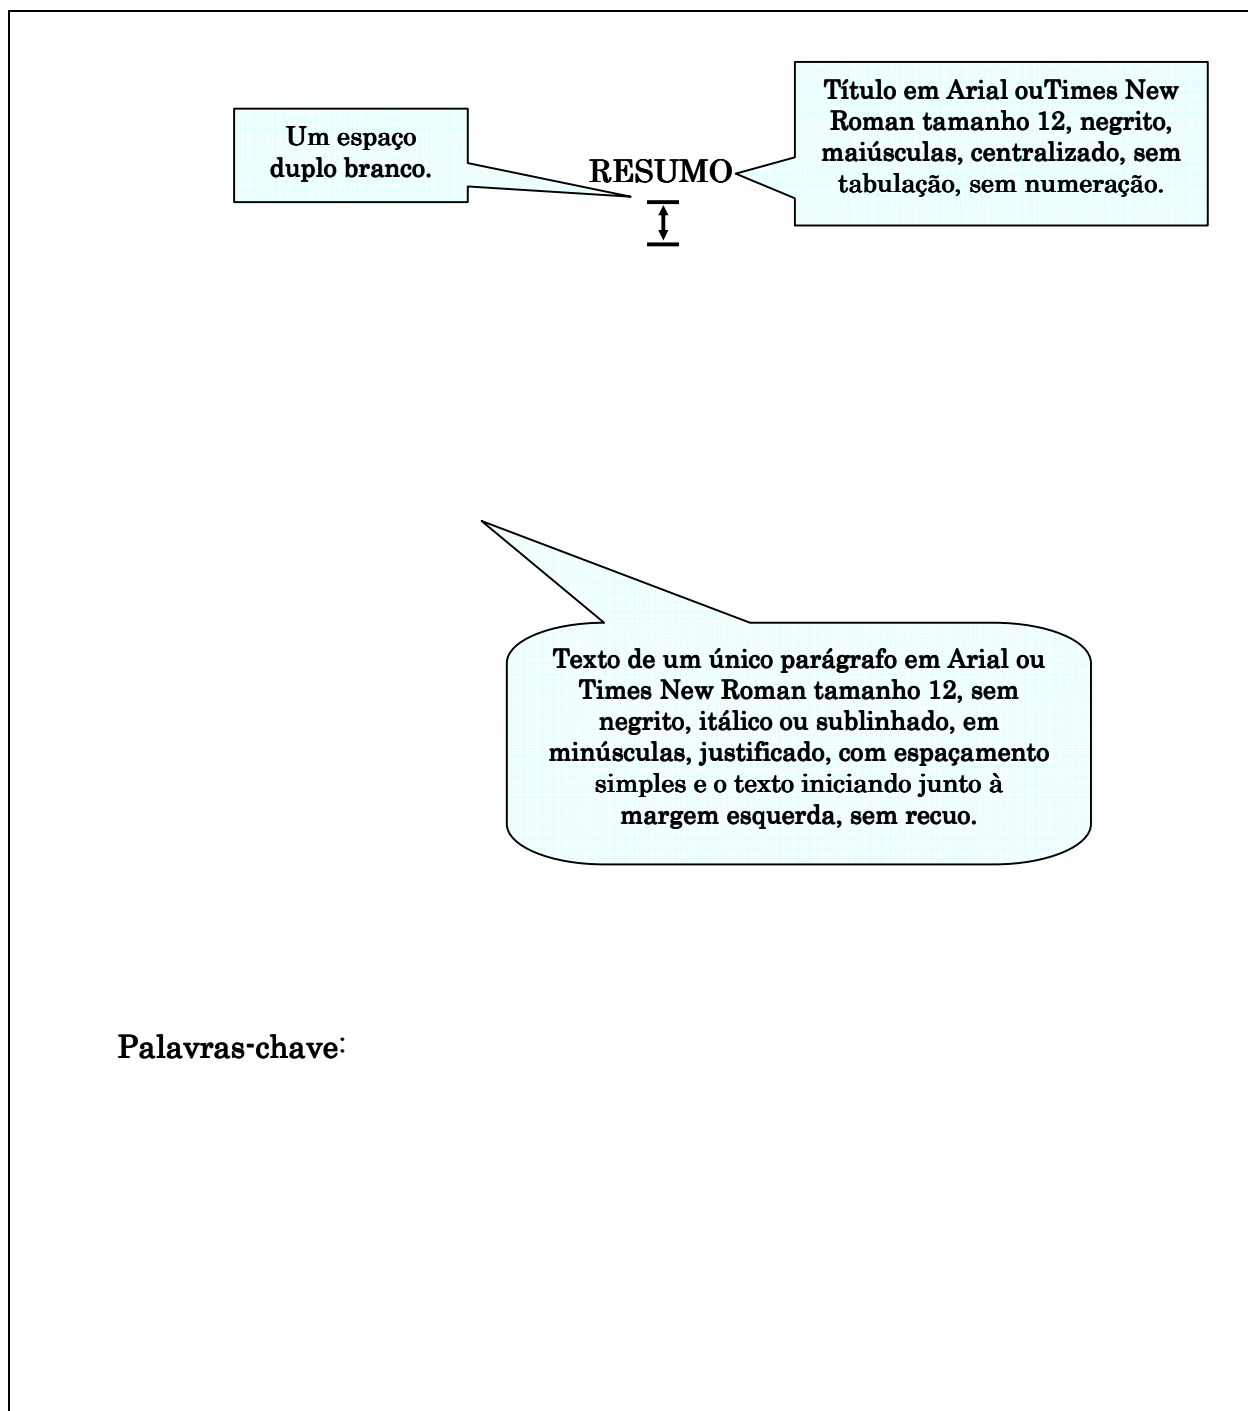 Um espaço
duplo branco.
Título em Arial ouTimes New
Roman tamanho 12, negrito,
maiúsculas, centralizado, sem
tabulação, sem numeração.
RESUMO
Texto de um único parágrafo em Arial ou
Times New Roman tamanho 12, sem
negrito, itálico ou sublinhado, em
minúsculas, justificado, com espaçamento
simples e o texto iniciando junto à
margem esquerda, sem recuo.
Palavras-chave: